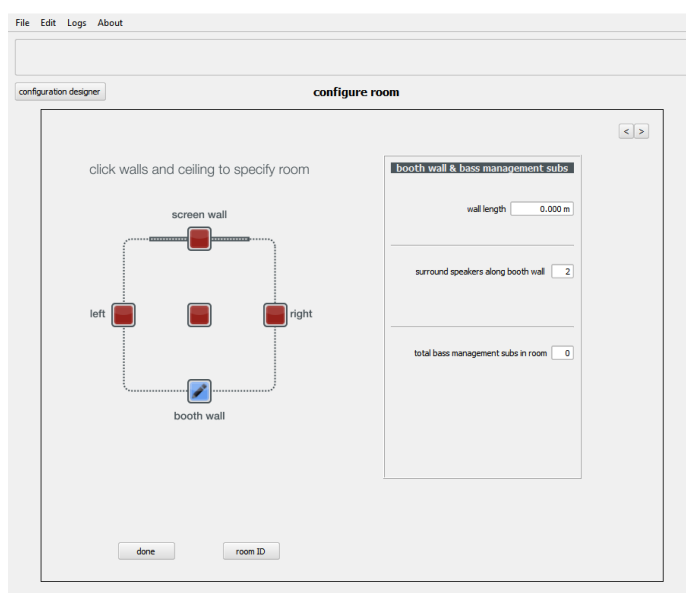 File Edit Logs About
configuration designer
configure room
< >
click walls and ceiling to specify room
booth wall & bass management subs
wall length 0.000 m
screen wall
surround speakers along booth wall 2
left
right
total bass management subs in room 0
booth wall
done
room ID